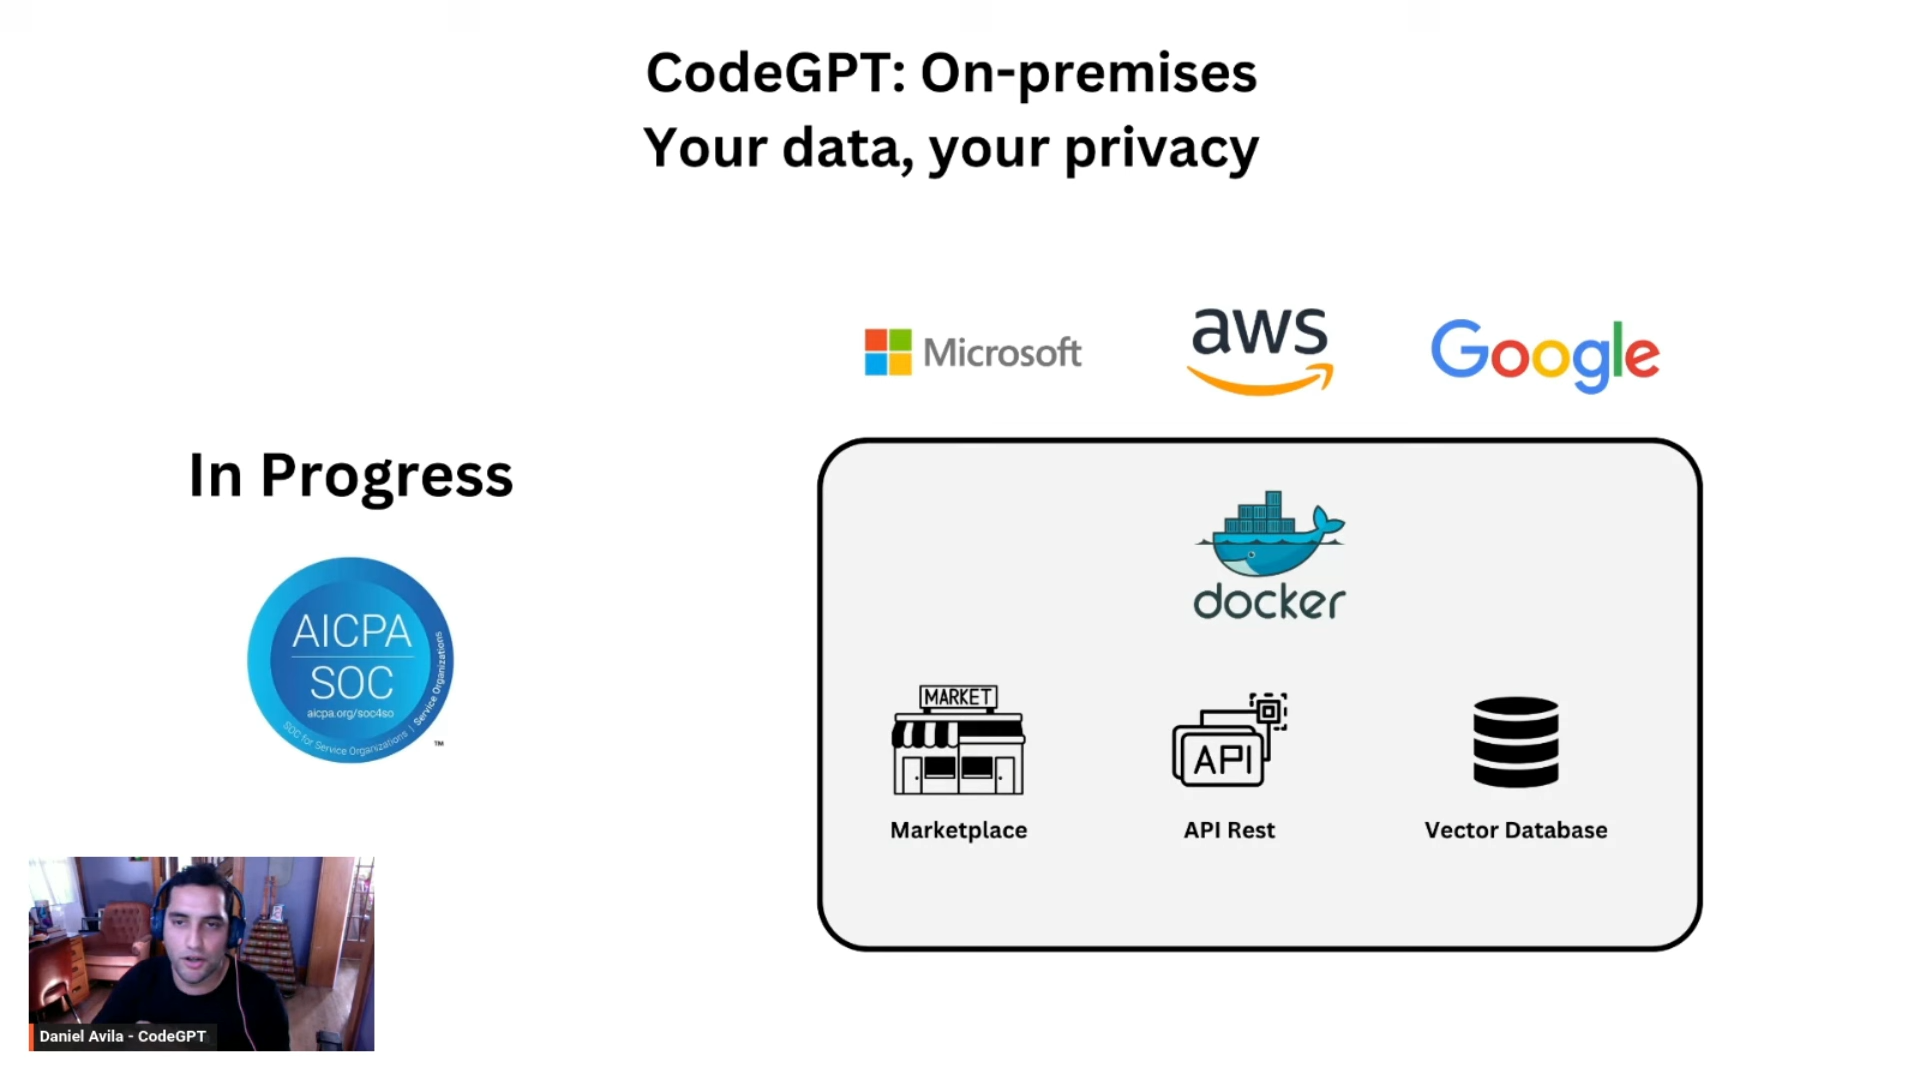 CodeGPT: On-premises
Your data, your privacy
Microsoft
aws
Google
In Progress
AICPA
SOC
aicpa.org/soc4so
SOC for Service Organizations | Service Organizations
TM
docker
MARKET
API
Marketplace
API Rest
Vector Database
Daniel Avila - CodeGPT